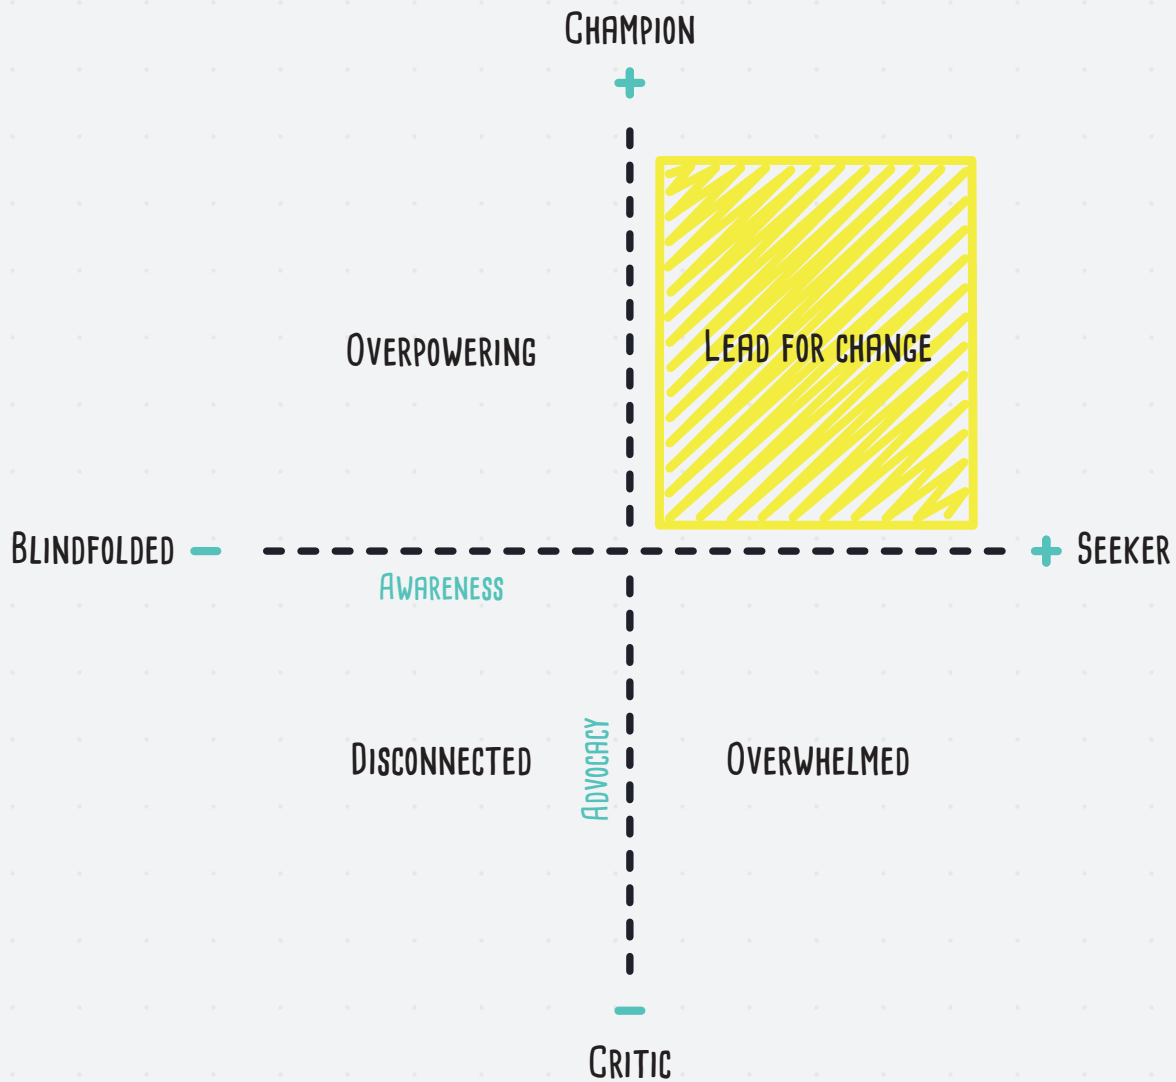 Champion
Overpowering
Lead for change
Blindfolded
Seeker
Awareness
Advocacy
Disconnected
Overwhelmed
Critic